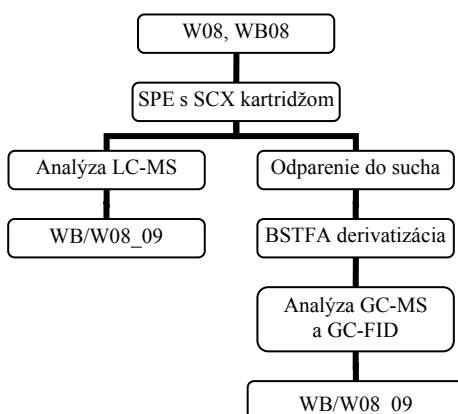 W08, WB08
SPE s SCX kartridžom
Analýza LC-MS
WB/W08_09
Odparenie do sucha
BSTFA derivatizácia
Analýza GC-MS
a GC-FID
WB/W08_09